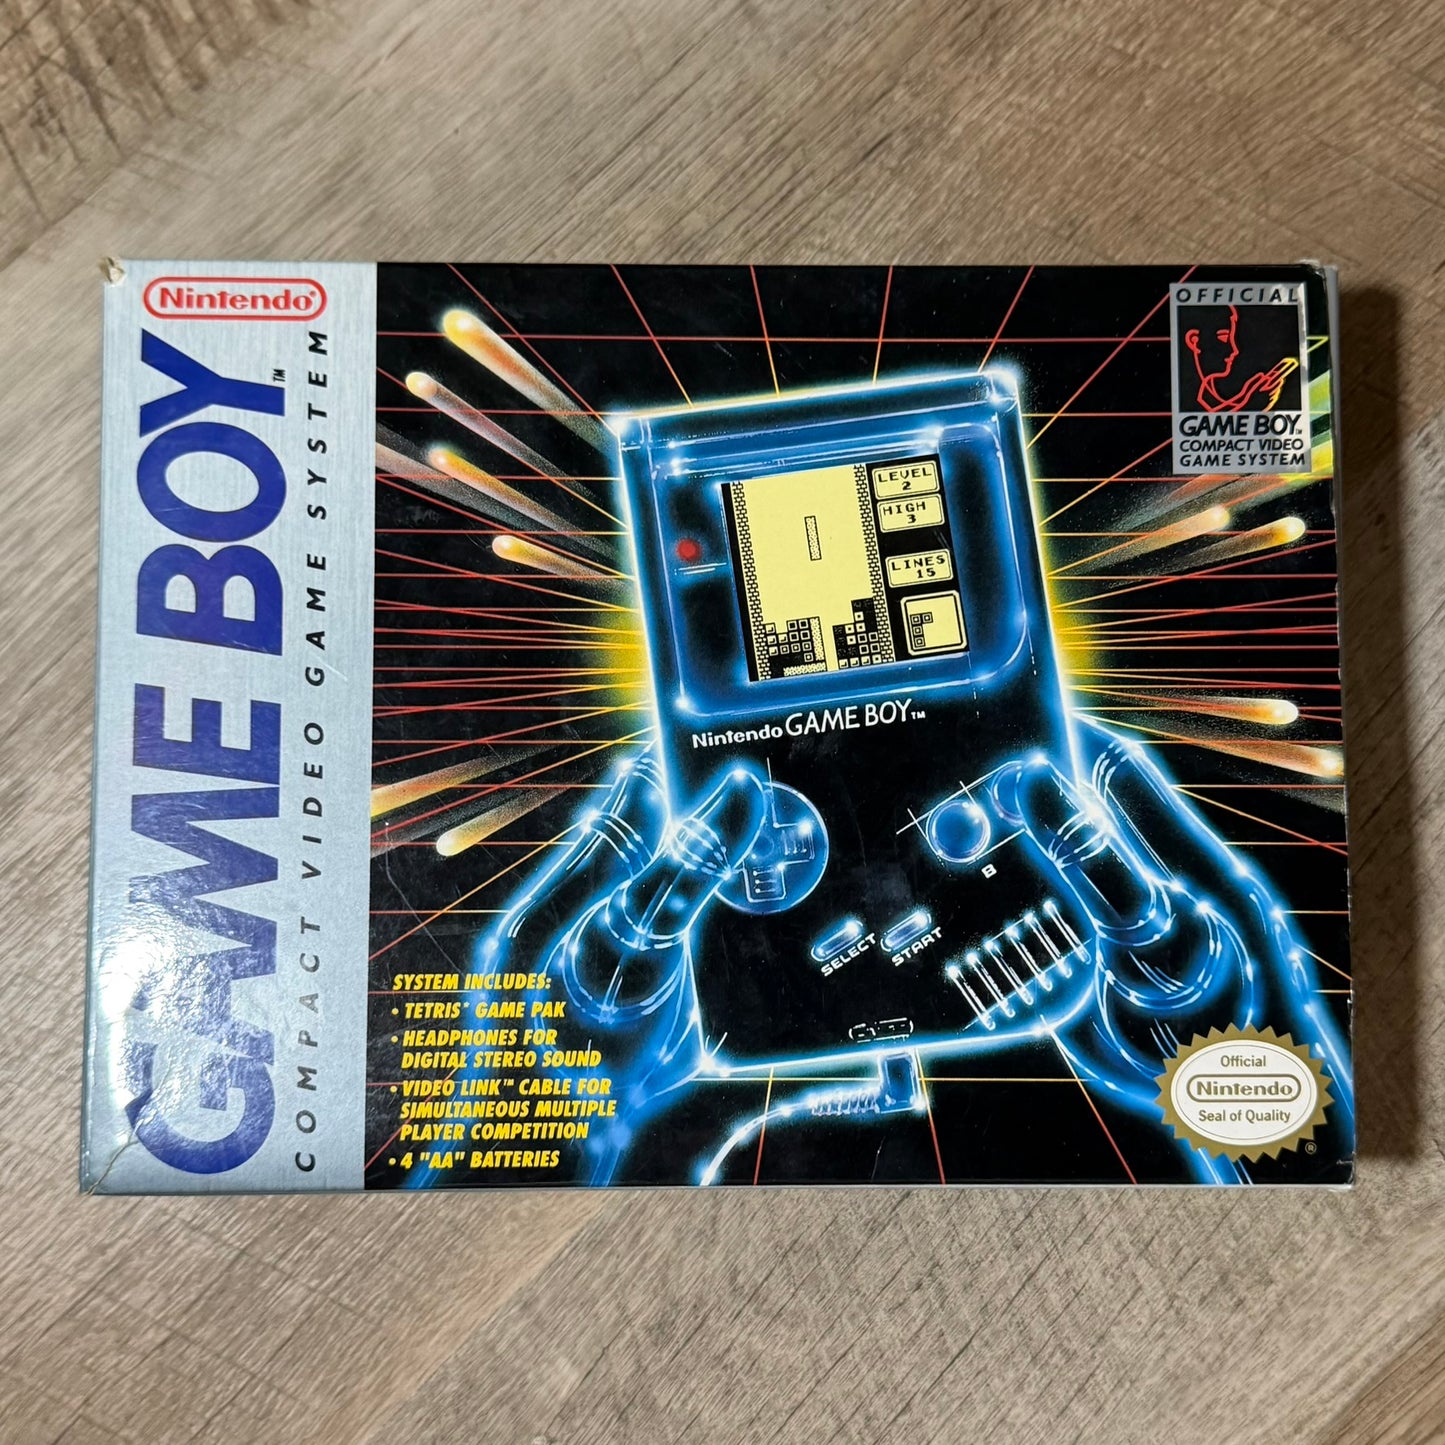 Nintendo®
GAME BOY™
COMPACT VIDEO GAME SYSTEM
OFFICIAL
GAME BOY™
COMPACT VIDEO
GAME SYSTEM
LEVEL
2
HIGH
3
LINES
15
Nintendo GAME BOY™
B
SELECT
START
SYSTEM INCLUDES:
• TETRIS* GAME PAK
• HEADPHONES FOR
DIGITAL STEREO SOUND
• VIDEO LINK™ CABLE FOR
SIMULTANEOUS MULTIPLE
PLAYER COMPETITION
• 4 "AA" BATTERIES
Official
Nintendo
Seal of Quality
®